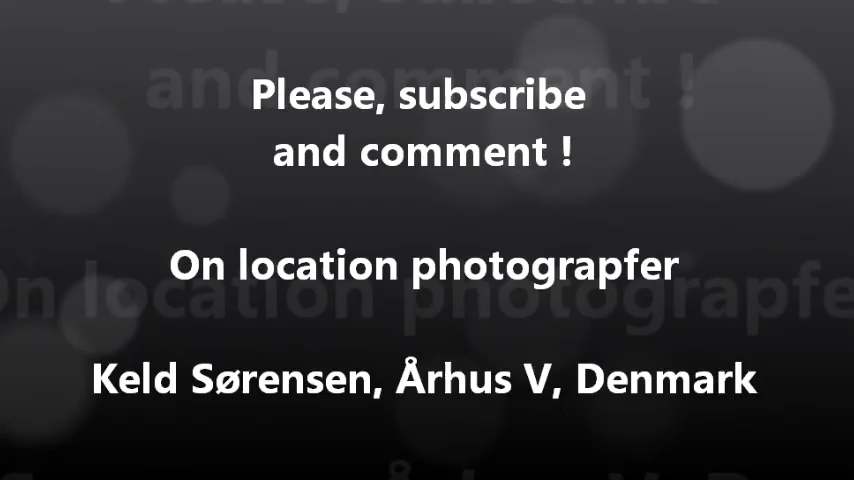 Please, subscribe
and comment !
On location photograpfer
Keld Sørensen, Århus V, Denmark